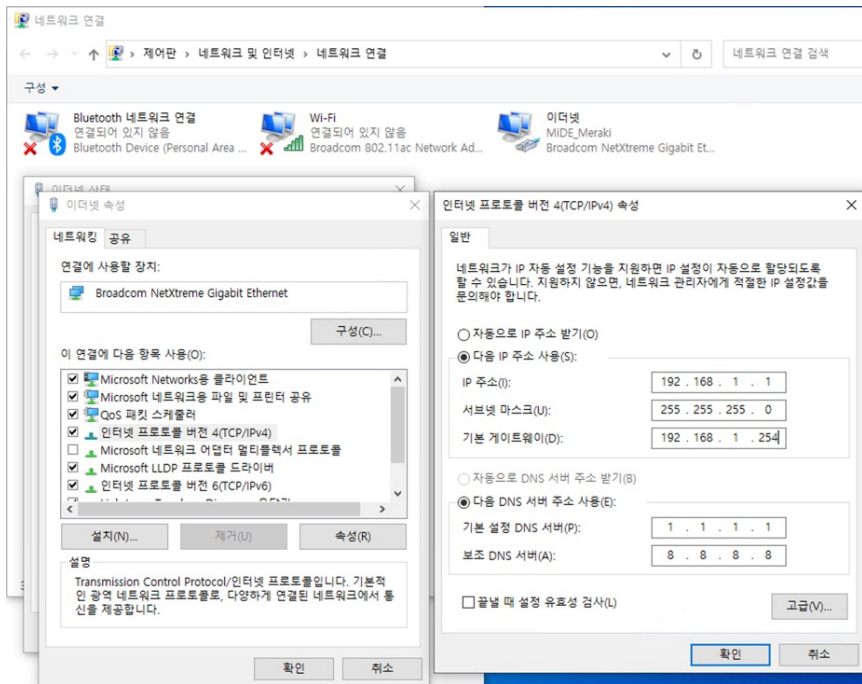 네트워크 연결
제어판 › 네트워크 및 인터넷 › 네트워크 연결
네트워크 연결 검색
구성
Bluetooth 네트워크 연결
연결되어 있지 않음
Bluetooth Device (Personal Area ...
Wi-Fi
연결되어 있지 않음
Broadcom 802.11ac Network Ad...
이더넷
MiDE_Meraki
Broadcom NetXtreme Gigabit Et...
이더넷 상태
이더넷 속성
네트워킹
공유
연결에 사용할 장치:
Broadcom NetXtreme Gigabit Ethernet
구성(C)...
이 연결에 다음 항목 사용(O):
Microsoft Networks용 클라이언트
Microsoft 네트워크용 파일 및 프린터 공유
QoS 패킷 스케줄러
인터넷 프로토콜 버전 4(TCP/IPv4)
Microsoft 네트워크 어댑터 멀티플렉서 프로토콜
Microsoft LLDP 프로토콜 드라이버
인터넷 프로토콜 버전 6(TCP/IPv6)
설치(N)...
제거(U)
속성(R)
설명
Transmission Control Protocol/인터넷 프로토콜입니다. 기본적
인 광역 네트워크 프로토콜로, 다양하게 연결된 네트워크에서 통
신을 제공합니다.
확인
취소
인터넷 프로토콜 버전 4(TCP/IPv4) 속성
일반
네트워크가 IP 자동 설정 기능을 지원하면 IP 설정이 자동으로 할당되도록
할 수 있습니다. 지원하지 않으면, 네트워크 관리자에게 적절한 IP 설정값을
문의해야 합니다.
자동으로 IP 주소 받기(O)
다음 IP 주소 사용(S):
IP 주소(I): 192 . 168 . 1 . 1
서브넷 마스크(U): 255 . 255 . 255 . 0
기본 게이트웨이(D): 192 . 168 . 1 . 254
자동으로 DNS 서버 주소 받기(B)
다음 DNS 서버 주소 사용(E):
기본 설정 DNS 서버(P): 1 . 1 . 1 . 1
보조 DNS 서버(A): 8 . 8 . 8 . 8
끝낼 때 설정 유효성 검사(L)
고급(V)...
확인
취소